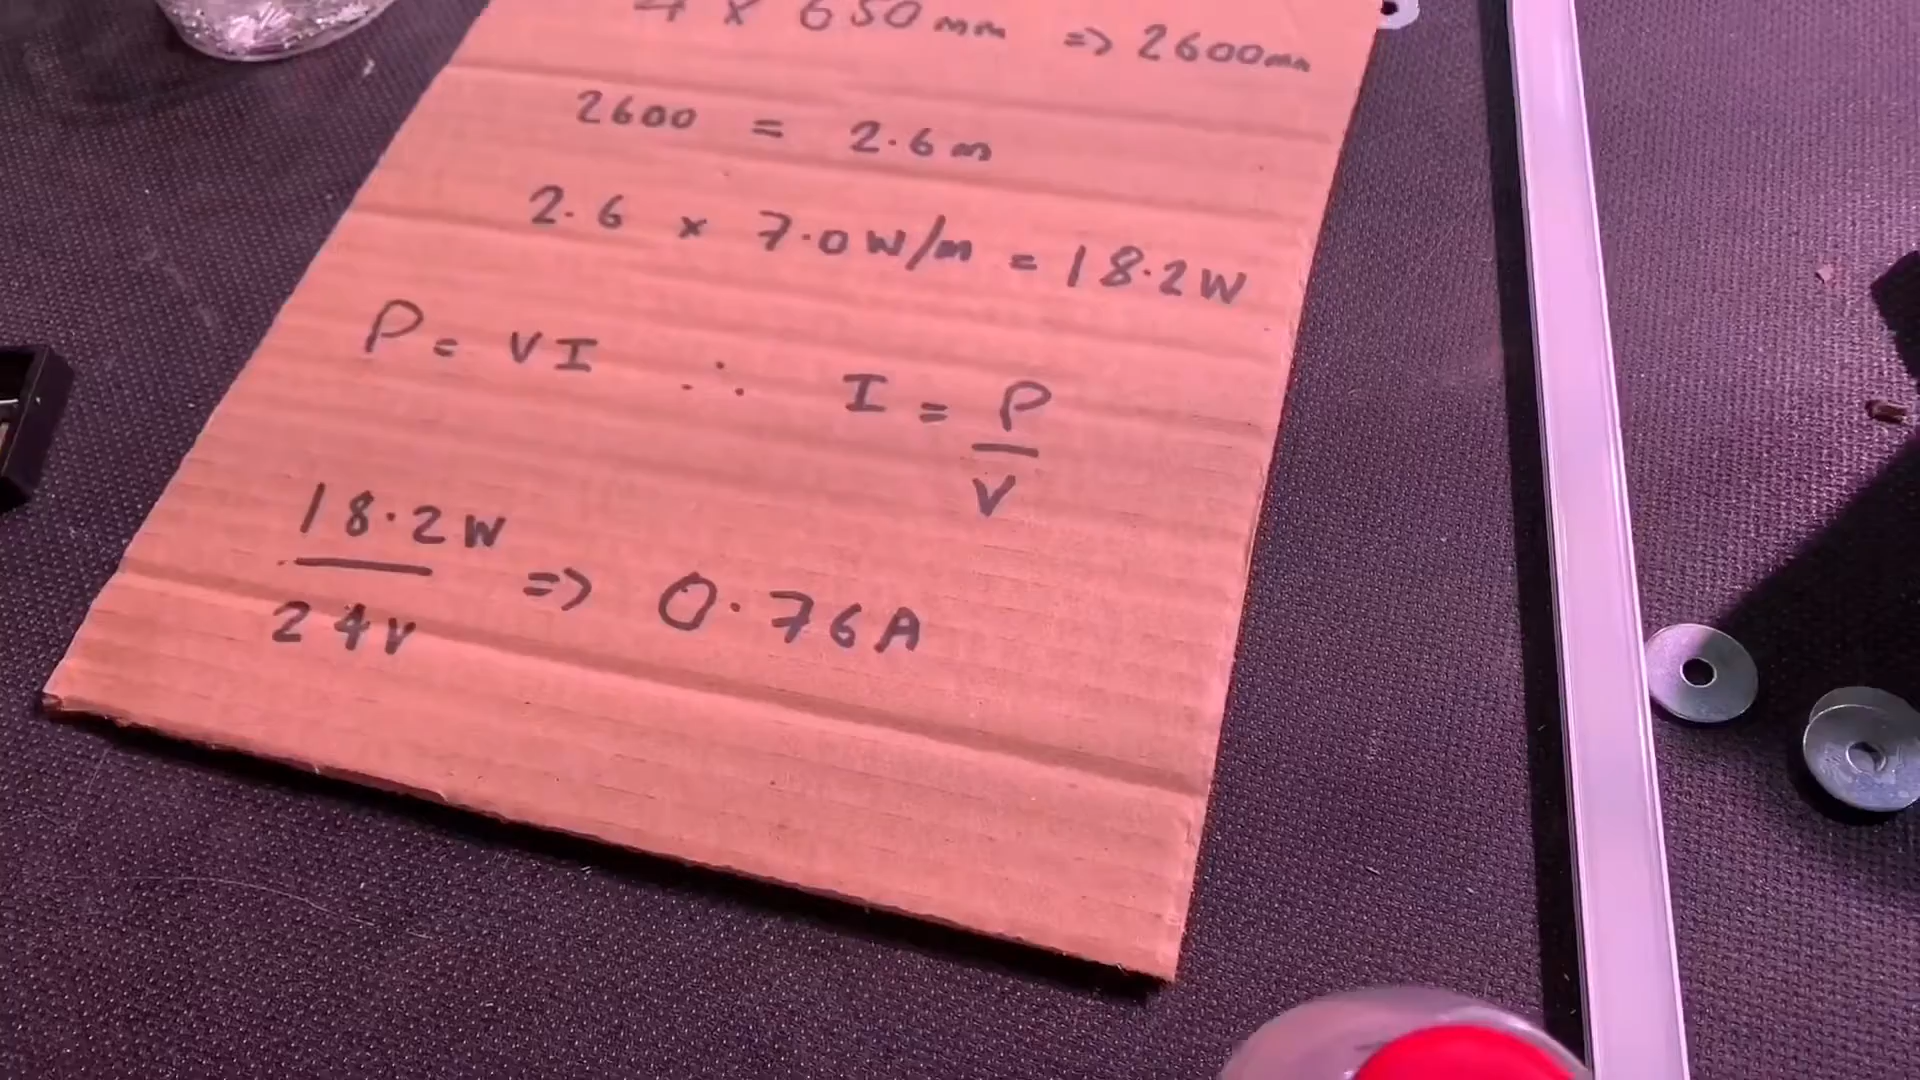 4 x 650mm => 2600mm
2600 = 2.6m
2.6 x 7.0W/m = 18.2W
P = VI ∴ I = P/V
18.2W/24V => 0.76A